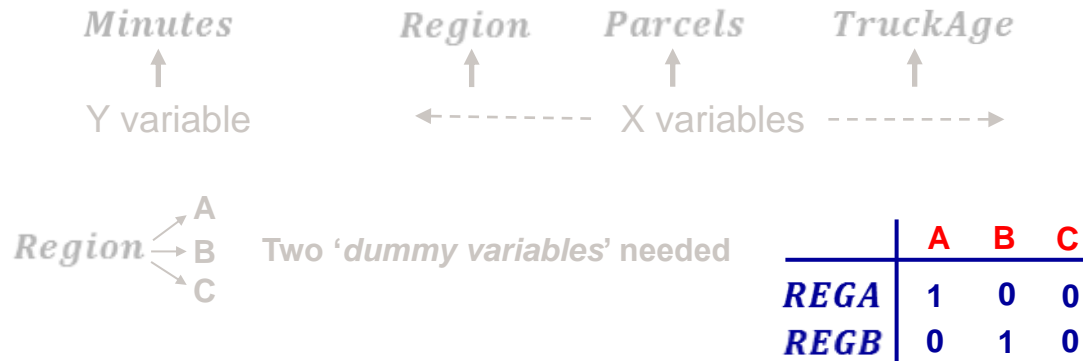 Minutes Region Parcels TruckAge
Y variable X variables
A
Region B Two ‘dummy variables’ needed
C
A B C
REGA 1 0 0
REGB 0 1 0